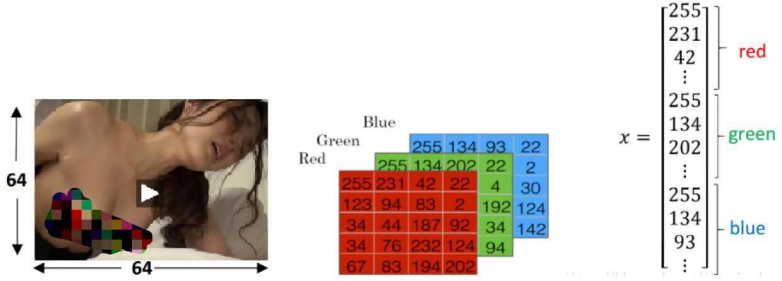 64
64
Blue
Green
Red
255 134 93 22
2
30
124
142
255 134 202 22
4
192
34
94
255 231 42 22
123 94 83 2
34 44 187 92
34 76 232 124
67 83 194 202
x =
255
231
42
⋮
red
255
134
202
⋮
green
255
134
93
⋮
blue